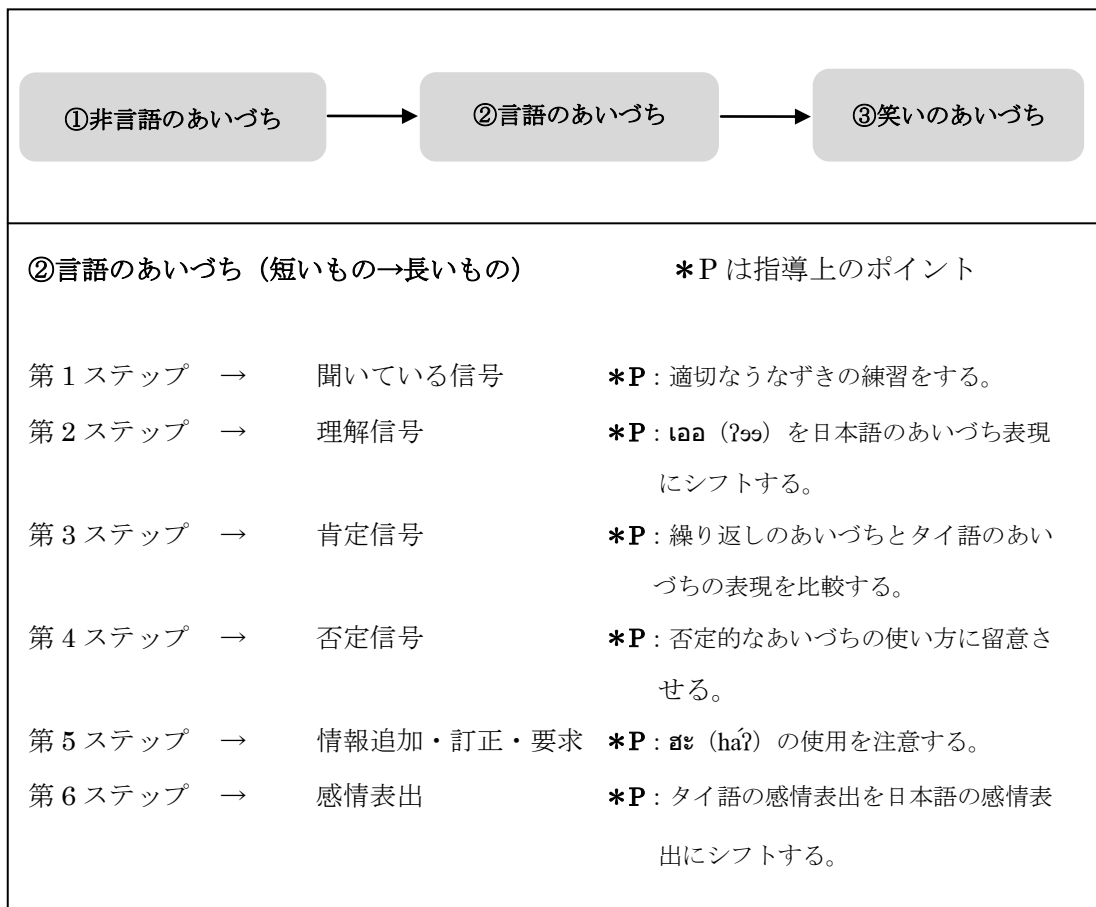 ①非言語のあいづち
②言語のあいづち
③笑いのあいづち
②言語のあいづち（短いもの→長いもの） ＊P は指導上のポイント
第 1 ステップ → 聞いている信号 ＊P：適切なうなずきの練習をする。
第 2 ステップ → 理解信号 ＊P：เออ（ʔəə）を日本語のあいづち表現
にシフトする。
第 3 ステップ → 肯定信号 ＊P：繰り返しのあいづちとタイ語のあい
づちの表現を比較する。
第 4 ステップ → 否定信号 ＊P：否定的なあいづちの使い方に留意さ
せる。
第 5 ステップ → 情報追加・訂正・要求 ＊P：ฮะ（háʔ）の使用を注意する。
第 6 ステップ → 感情表出 ＊P：タイ語の感情表出を日本語の感情表
出にシフトする。